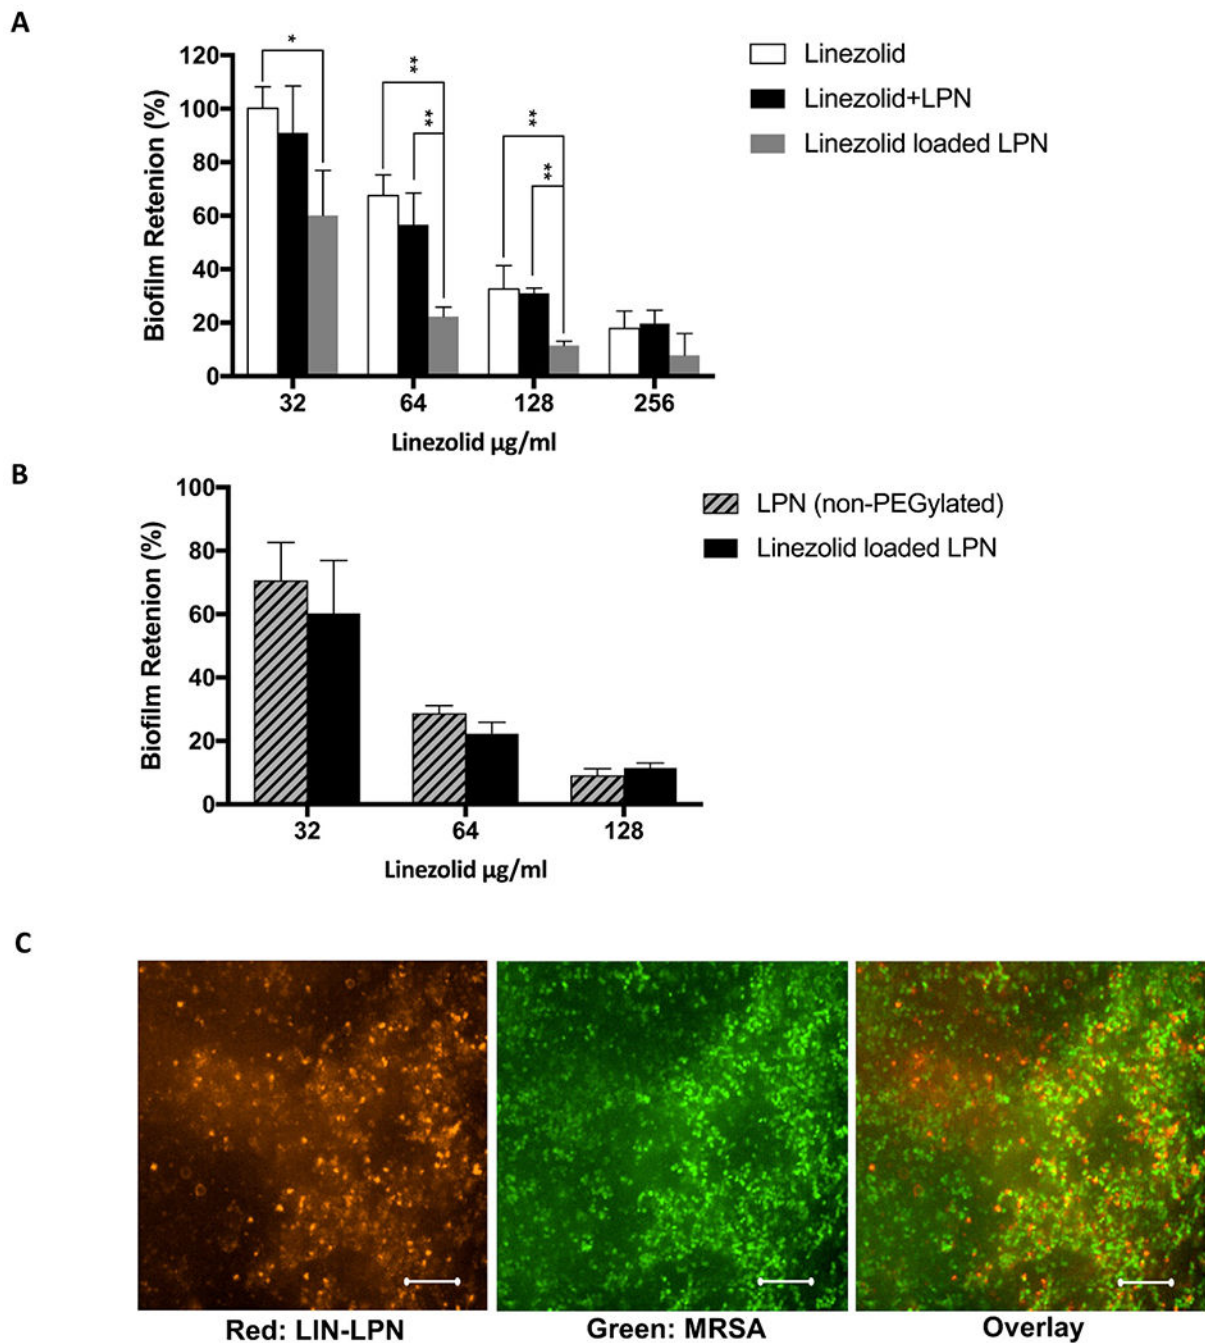 A
Biofilm Retenion (%)
120
100
80
60
40
20
0
*
**
**
**
**
32
64
128
256
Linezolid µg/ml
Linezolid
Linezolid+LPN
Linezolid loaded LPN
B
Biofilm Retenion (%)
100
80
60
40
20
0
32
64
128
Linezolid µg/ml
LPN (non-PEGylated)
Linezolid loaded LPN
C
Red: LIN-LPN
Green: MRSA
Overlay